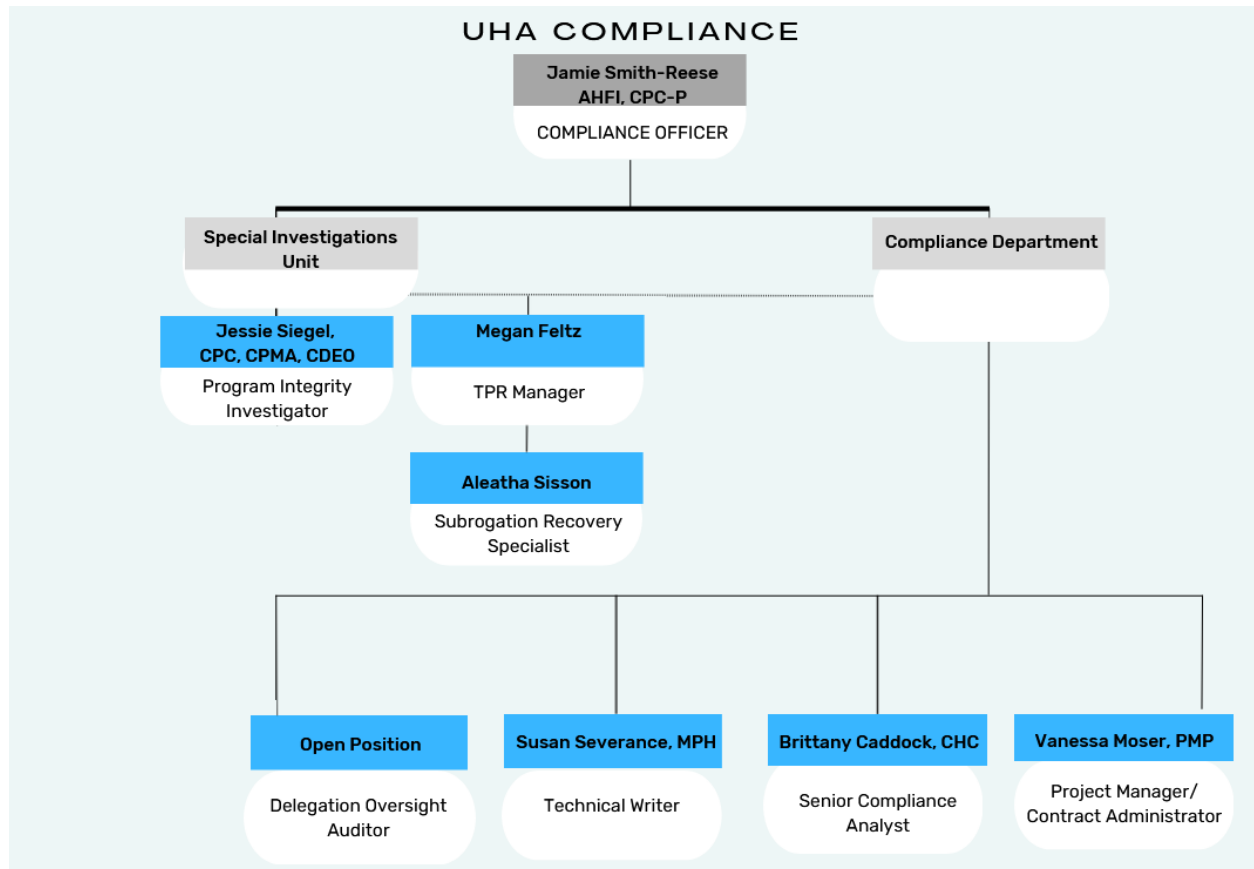 UHA COMPLIANCE
Jamie Smith-Reese
AHFI, CPC-P
COMPLIANCE OFFICER
Special Investigations
Unit
Compliance Department
Jessie Siegel,
CPC, CPMA, CDEO
Program Integrity
Investigator
Megan Feltz
TPR Manager
Aleatha Sisson
Subrogation Recovery
Specialist
Open Position
Delegation Oversight
Auditor
Susan Severance, MPH
Technical Writer
Brittany Caddock, CHC
Senior Compliance
Analyst
Vanessa Moser, PMP
Project Manager/
Contract Administrator